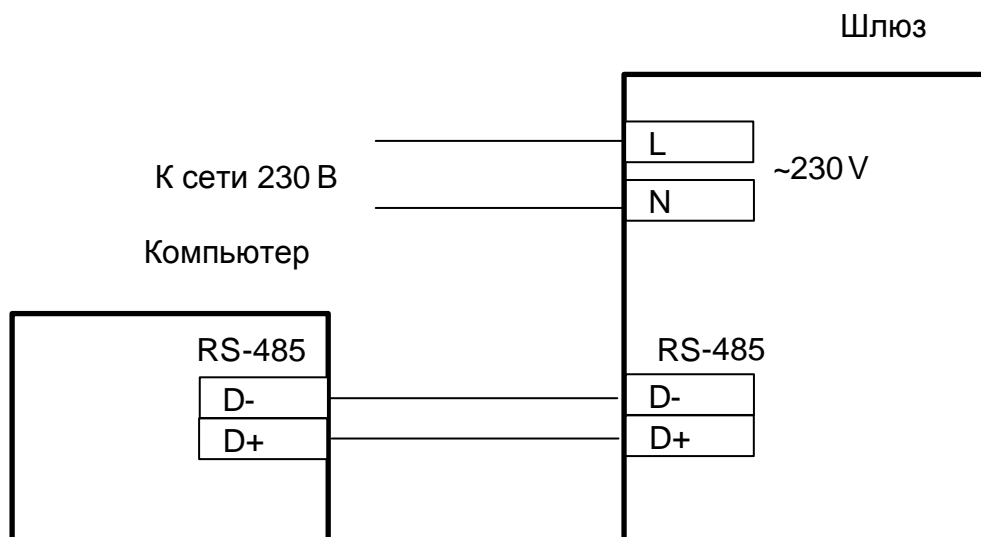 Шлюз
L
~230 V
К сети 230 В
N
Компьютер
RS-485
RS-485
D-
D-
D+
D+